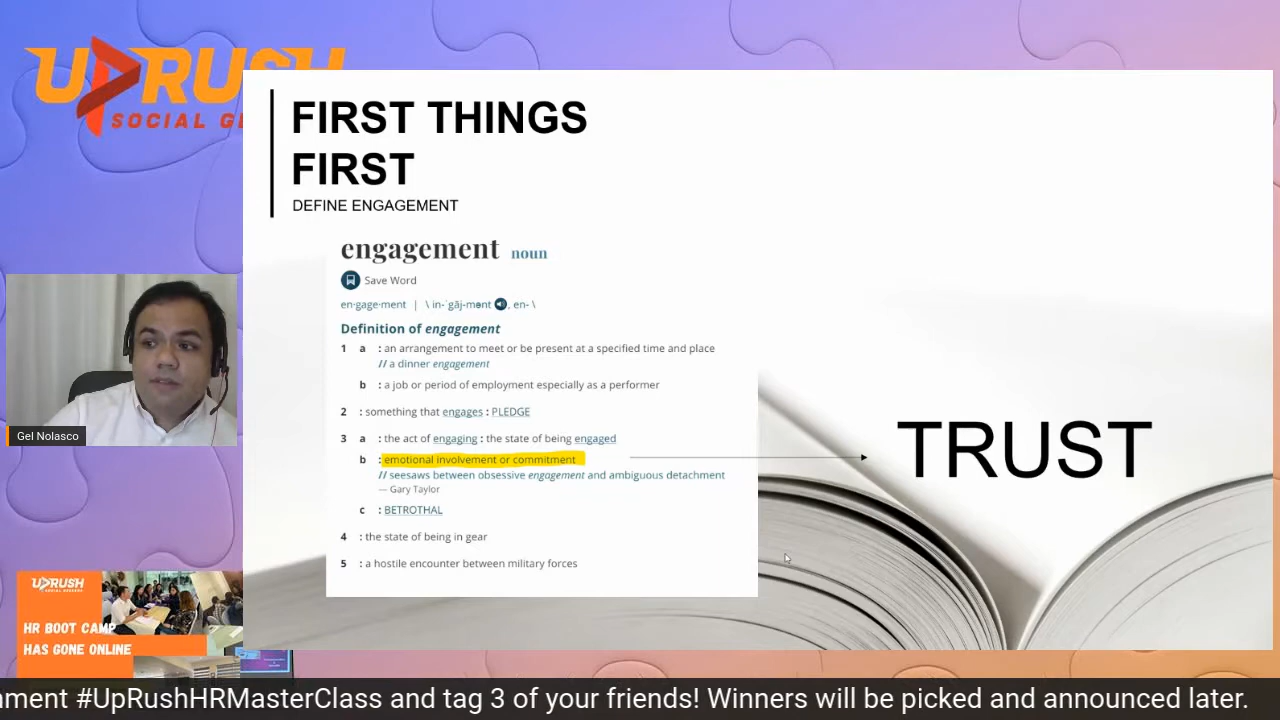 UPRUSH
SOCIAL
FIRST THINGS
FIRST
DEFINE ENGAGEMENT
engagement noun
Save Word
en·gage·ment | \ in-ˈgāj-mənt , en- \
Definition of engagement
1 a : an arrangement to meet or be present at a specified time and place
// a dinner engagement
b : a job or period of employment especially as a performer
2 : something that engages : PLEDGE
3 a : the act of engaging : the state of being engaged
b : emotional involvement or commitment
// seesaws between obsessive engagement and ambiguous detachment
— Gary Taylor
c : BETROTHAL
4 : the state of being in gear
5 : a hostile encounter between military forces
TRUST
Gel Nolasco
UPRUSH
HR BOOT CAMP
HAS GONE ONLINE
#UpRushHRMasterClass and tag 3 of your friends! Winners will be picked and announced later.